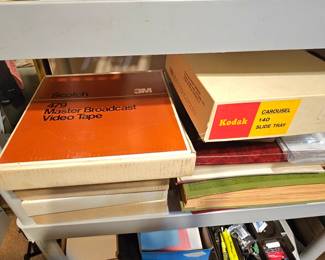 Scotch
3M
479
Master Broadcast
Video Tape
Kodak
CAROUSEL
140
SLIDE TRAY